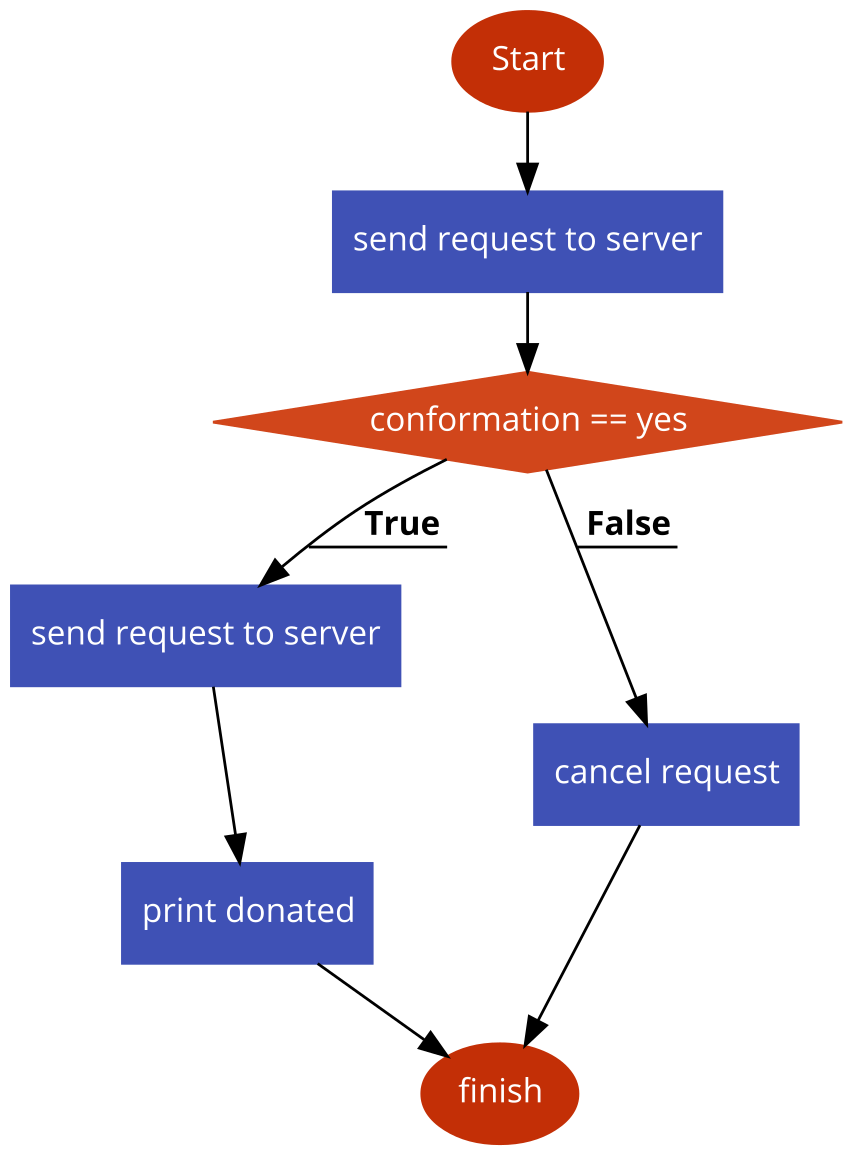 Start
send request to server
conformation == yes
True
False
send request to server
cancel request
print donated
finish